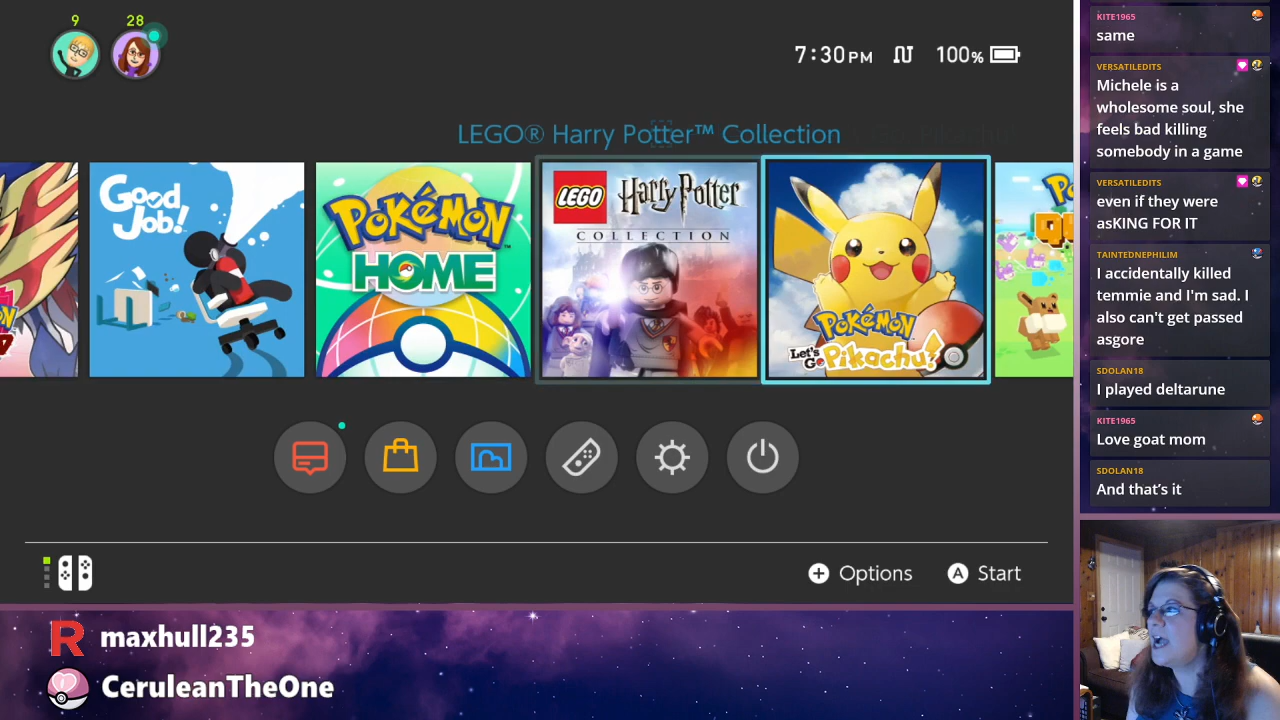 9 28
7:30PM 100%
LEGO® Harry Potter™ Collection
Good Job!
POKÉMON HOME
LEGO Harry Potter
COLLECTION
POKÉMON
Let's Go Pikachu!
Options Start
maxhull235
CeruleanTheOne
KITE1965
same
VERSATILEDITS
Michele is a
wholesome soul, she
feels bad killing
somebody in a game
VERSATILEDITS
even if they were
asKING FOR IT
TAINTEDNEPHILIM
I accidentally killed
temmie and I'm sad. I
also can't get passed
asgore
SDOLAN18
I played deltarune
KITE1965
Love goat mom
SDOLAN18
And that's it